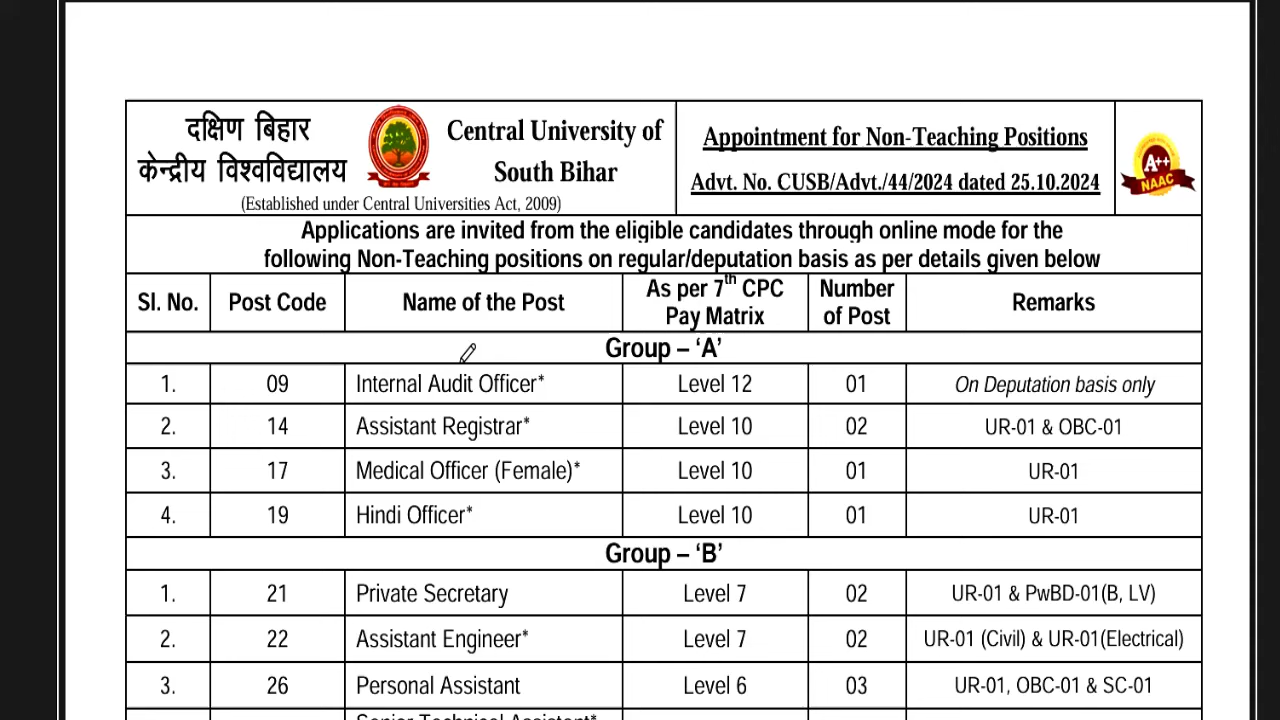 दक्षिण बिहार
केन्द्रीय विश्वविद्यालय
Central University of
South Bihar
(Established under Central Universities Act, 2009)
Appointment for Non-Teaching Positions
Advt. No. CUSB/Advt./44/2024 dated 25.10.2024
A++
NAAC
Applications are invited from the eligible candidates through online mode for the
following Non-Teaching positions on regular/deputation basis as per details given below
Sl. No. Post Code Name of the Post As per 7th CPC Pay Matrix Number of Post Remarks
Group – ‘A’
1. 09 Internal Audit Officer* Level 12 01 On Deputation basis only
2. 14 Assistant Registrar* Level 10 02 UR-01 & OBC-01
3. 17 Medical Officer (Female)* Level 10 01 UR-01
4. 19 Hindi Officer* Level 10 01 UR-01
Group – ‘B’
1. 21 Private Secretary Level 7 02 UR-01 & PwBD-01(B, LV)
2. 22 Assistant Engineer* Level 7 02 UR-01 (Civil) & UR-01(Electrical)
3. 26 Personal Assistant Level 6 03 UR-01, OBC-01 & SC-01
Senior Technical Assistant*